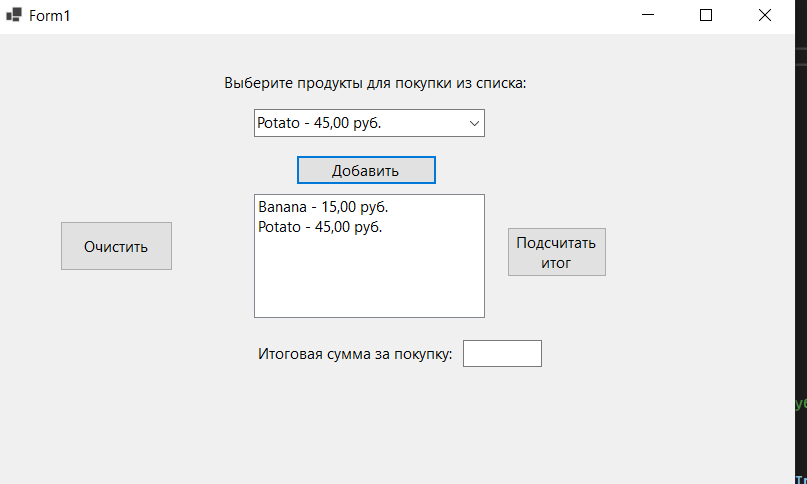 Form1
Выберите продукты для покупки из списка:
Potato - 45,00 руб.
Добавить
Banana - 15,00 руб.
Potato - 45,00 руб.
Очистить
Подсчитать
итог
Итоговая сумма за покупку: